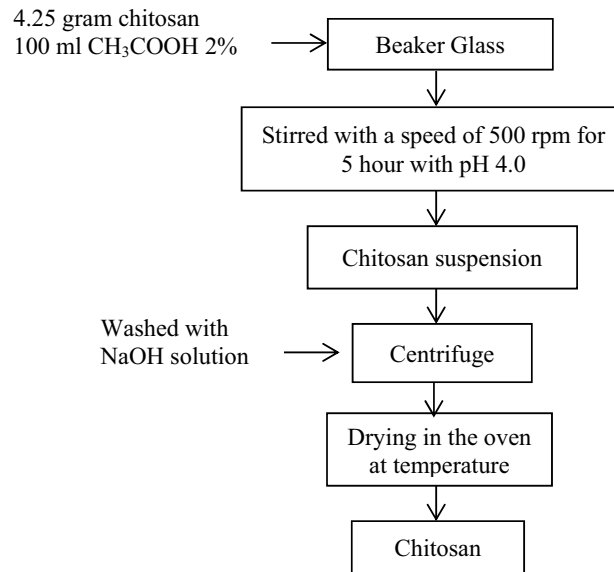 4.25 gram chitosan
100 ml CH₃COOH 2%
Beaker Glass
Stirred with a speed of 500 rpm for
5 hour with pH 4.0
Chitosan suspension
Washed with
NaOH solution
Centrifuge
Drying in the oven
at temperature
Chitosan